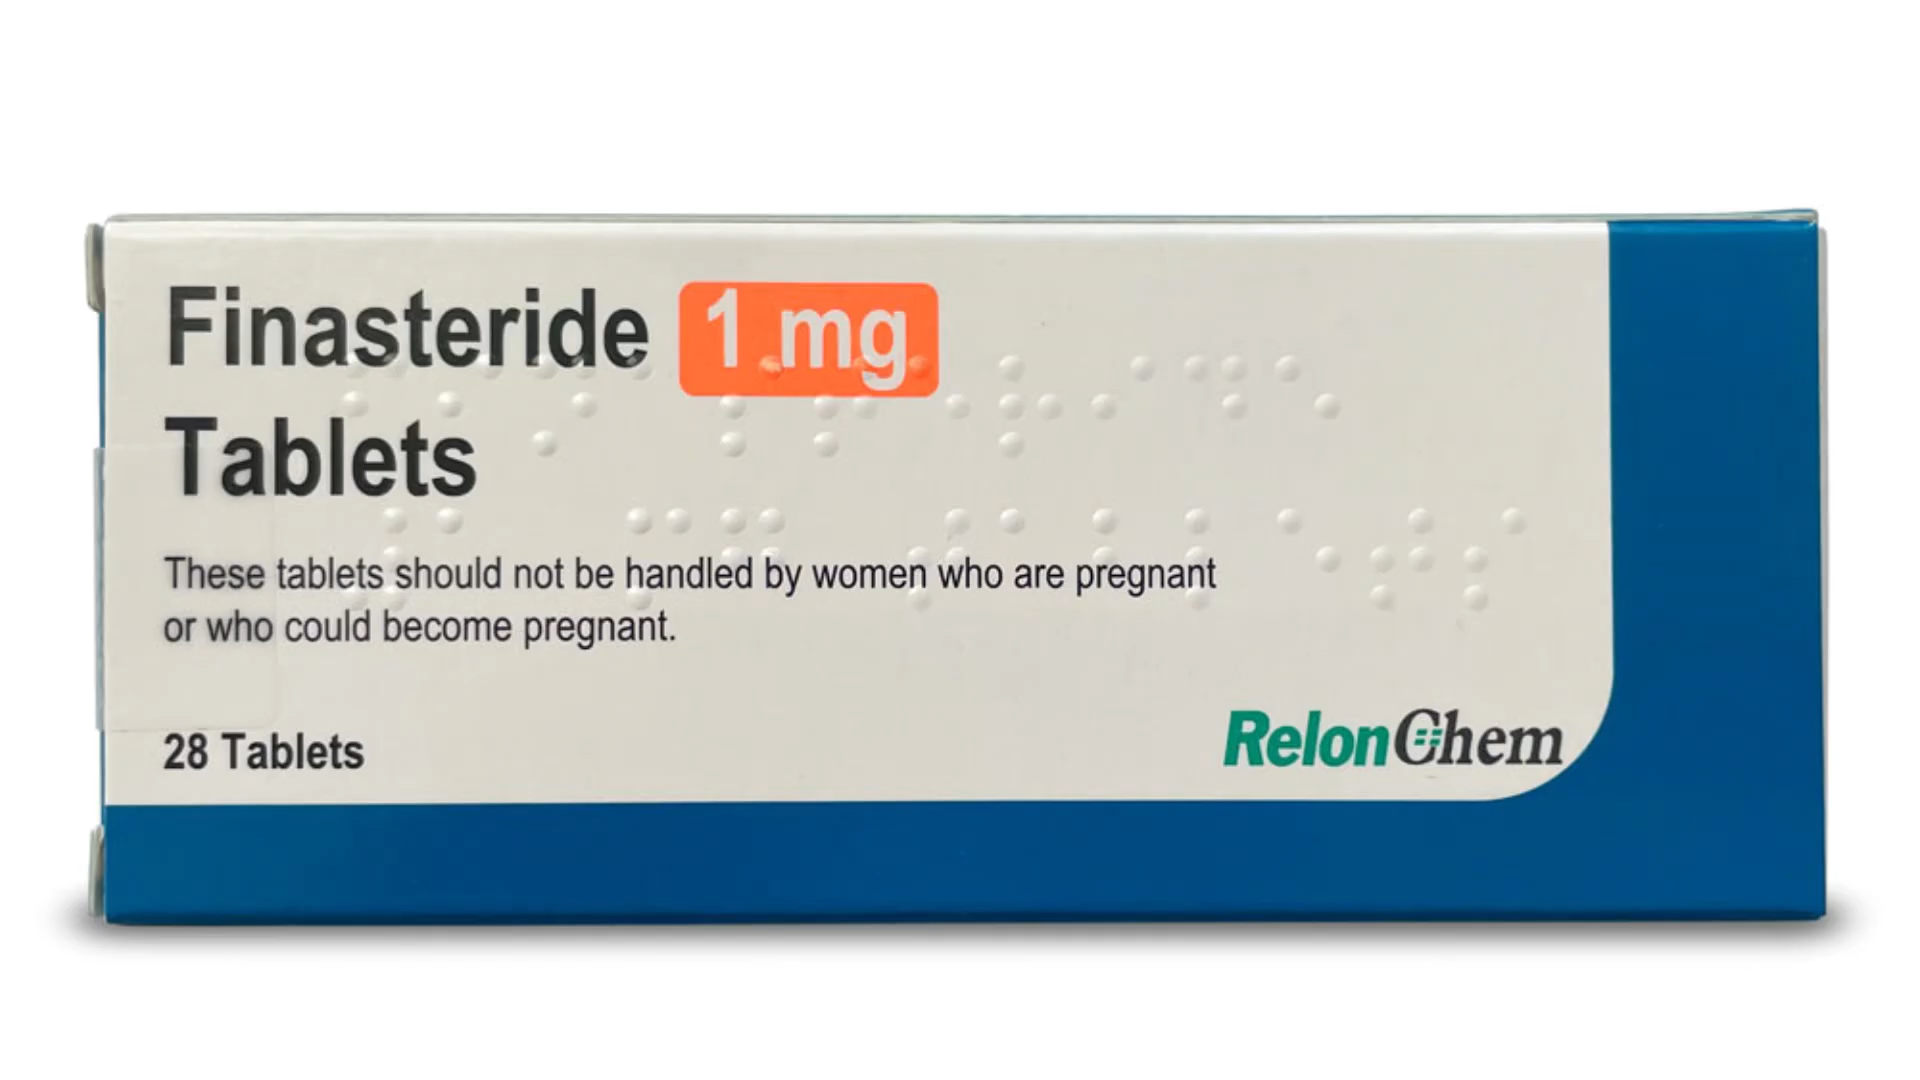 Finasteride 1 mg
Tablets
These tablets should not be handled by women who are pregnant
or who could become pregnant.
28 Tablets
RelonChem